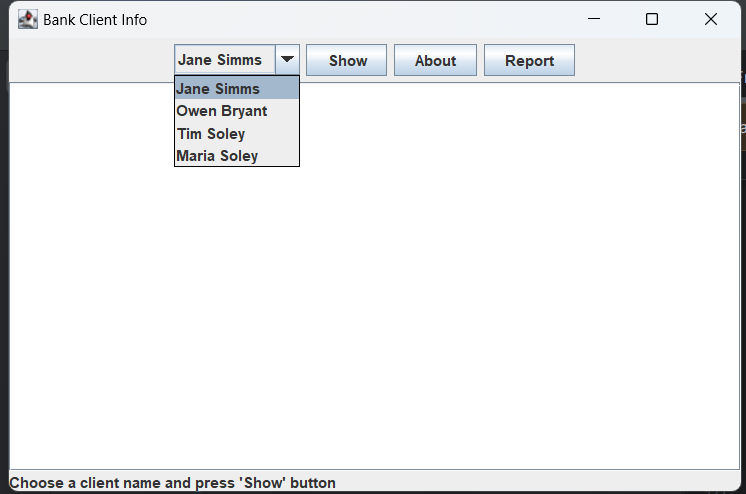 Bank Client Info
Jane Simms Show About Report
Jane Simms
Owen Bryant
Tim Soley
Maria Soley
Choose a client name and press 'Show' button